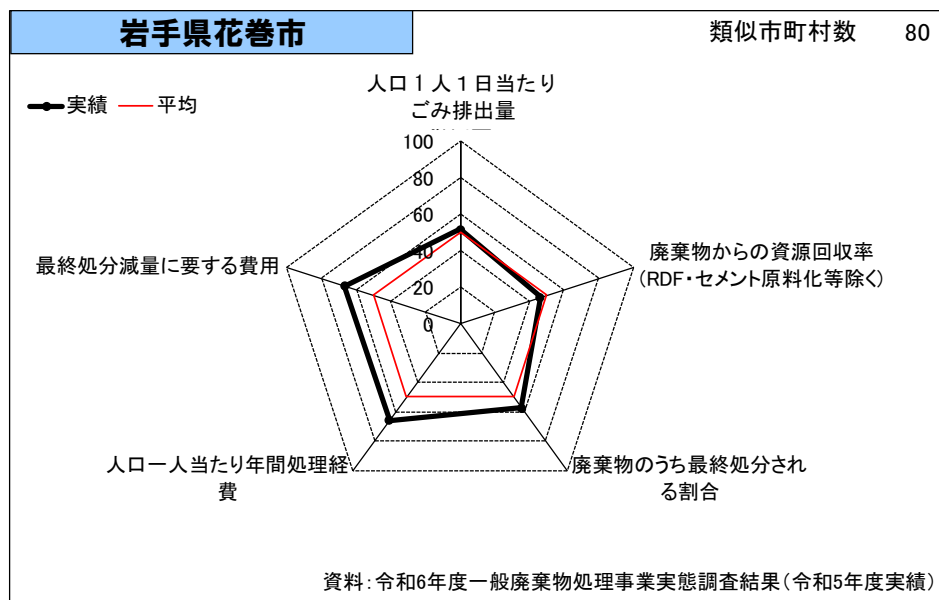 岩手県花巻市
類似市町村数 80
実績 平均
人口１人１日当たり
ごみ排出量
100
80
60
40
20
0
廃棄物からの資源回収率
(RDF・セメント原料化等除く)
最終処分減量に要する費用
人口一人当たり年間処理経
費
廃棄物のうち最終処分され
る割合
資料：令和6年度一般廃棄物処理事業実態調査結果（令和5年度実績）